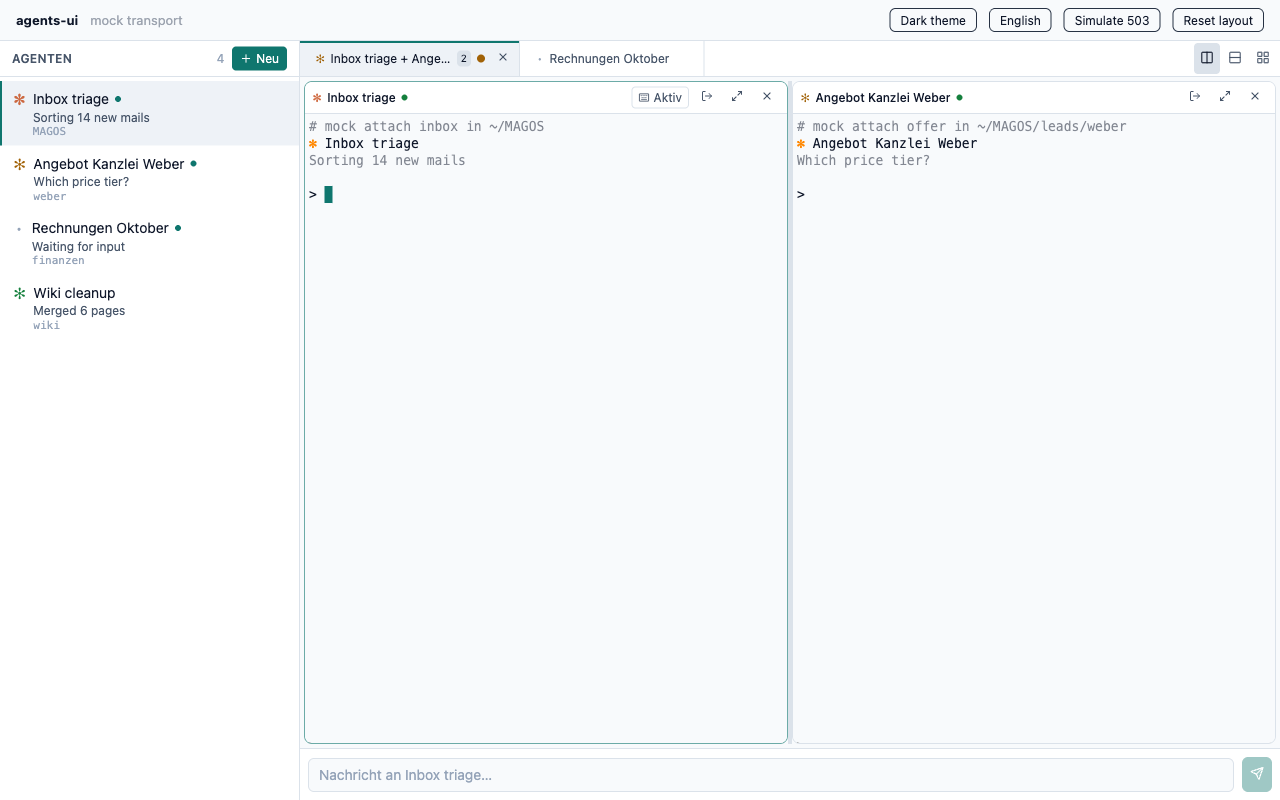 agents-ui mock transport
Dark theme
English
Simulate 503
Reset layout
AGENTEN
4
+ Neu
Inbox triage
Sorting 14 new mails
MAGOS
Angebot Kanzlei Weber
Which price tier?
weber
Rechnungen Oktober
Waiting for input
finanzen
Wiki cleanup
Merged 6 pages
wiki
Inbox triage + Ange... 2
Rechnungen Oktober
Inbox triage
Aktiv
# mock attach inbox in ~/MAGOS
✱ Inbox triage
Sorting 14 new mails
>
Angebot Kanzlei Weber
# mock attach offer in ~/MAGOS/leads/weber
✱ Angebot Kanzlei Weber
Which price tier?
>
Nachricht an Inbox triage...